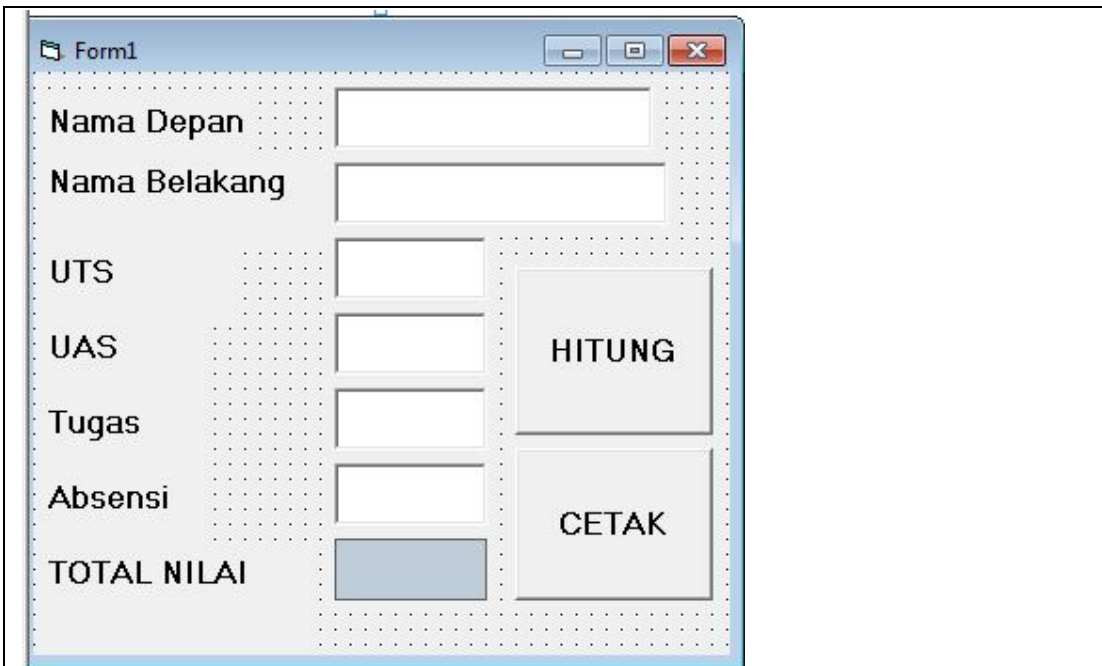 Form1
Nama Depan
Nama Belakang
UTS
UAS
HITUNG
Tugas
Absensi
CETAK
TOTAL NILAI